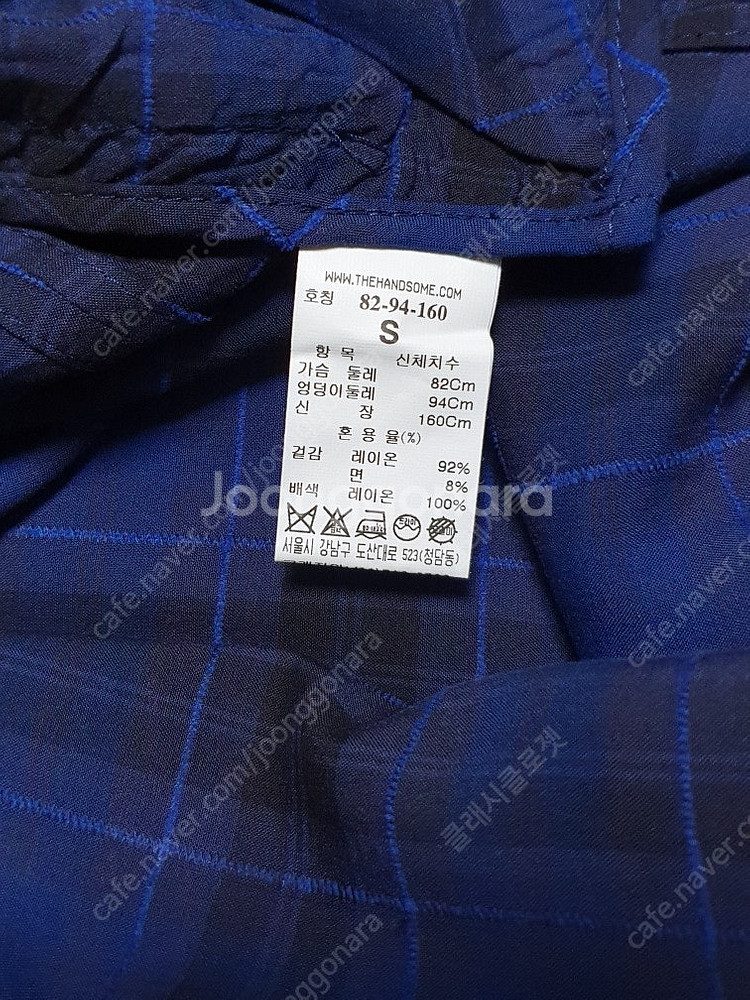 WWW.THEHANDSOME.COM
호칭 82-94-160
S
항 목 신체치수
가슴 둘레 82Cm
엉덩이둘레 94Cm
신 장 160Cm
혼 용 율(%)
겉감 레이온 92%
면 8%
배색 레이온 100%
서울시 강남구 도산대로 523(청담동)
Joonggonara
cafe.naver.com/joonggonara
클래시클로젯